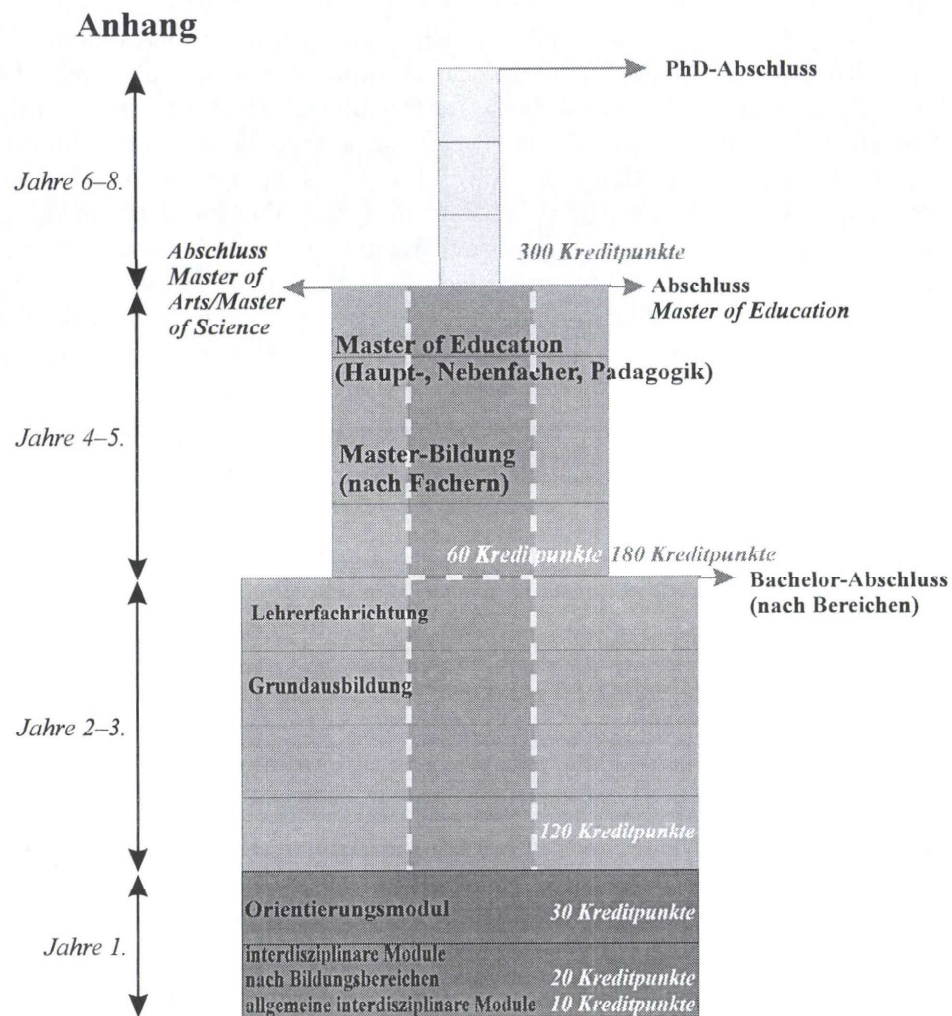 Anhang
PhD-Abschluss
Jahre 6–8.
300 Kreditpunkte
Abschluss
Master of
Arts/Master
of Science
Abschluss
Master of Education
Master of Education
(Haupt-, Nebenfacher, Padagogik)
Jahre 4–5.
Master-Bildung
(nach Fachern)
60 Kreditpunkte 180 Kreditpunkte
Bachelor-Abschluss
(nach Bereichen)
Lehrerfachrichtung
Grundausbildung
Jahre 2–3.
120 Kreditpunkte
Orientierungsmodul 30 Kreditpunkte
Jahre 1.
interdisziplinare Module
nach Bildungsbereichen 20 Kreditpunkte
allgemeine interdisziplinare Module 10 Kreditpunkte